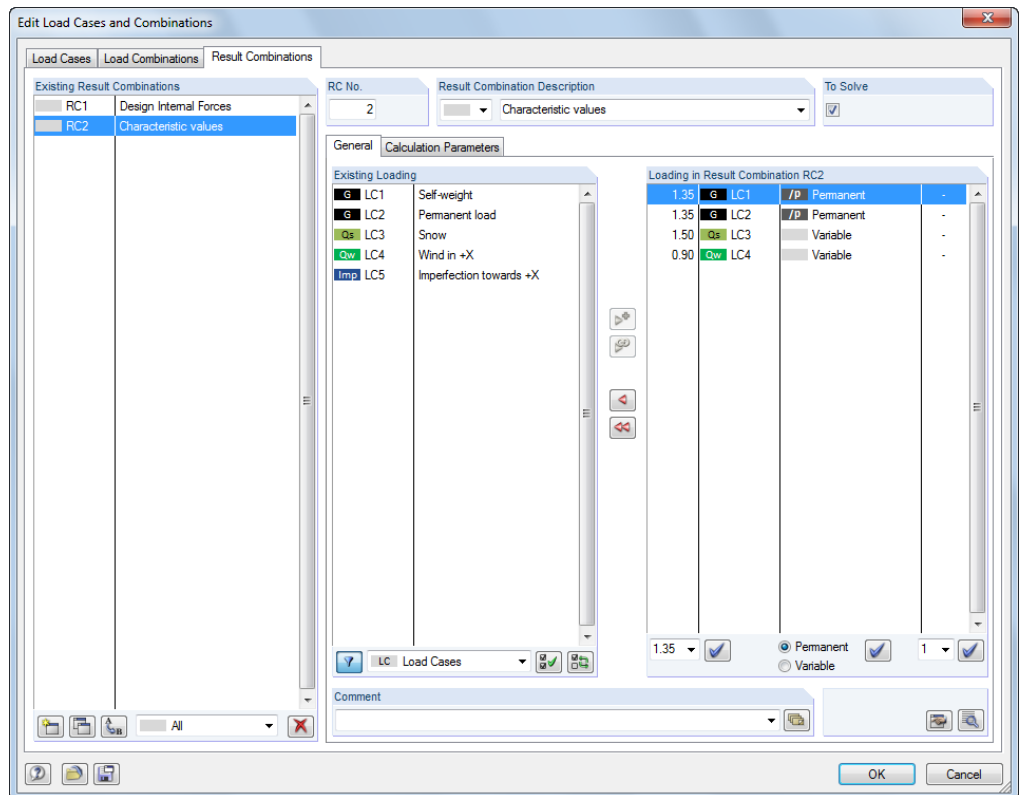 Edit Load Cases and Combinations
Load Cases Load Combinations Result Combinations
Existing Result Combinations
RC1 Design Internal Forces
RC2 Characteristic values
RC No.
2
Result Combination Description
Characteristic values
To Solve
General Calculation Parameters
Existing Loading
G LC1 Self-weight
G LC2 Permanent load
Qs LC3 Snow
Qw LC4 Wind in +X
Imp LC5 Imperfection towards +X
Loading in Result Combination RC2
1.35 G LC1 /P Permanent -
1.35 G LC2 /P Permanent -
1.50 Qs LC3 Variable -
0.90 Qw LC4 Variable -
LC Load Cases
1.35
Permanent
Variable
1
Comment
All
OK Cancel